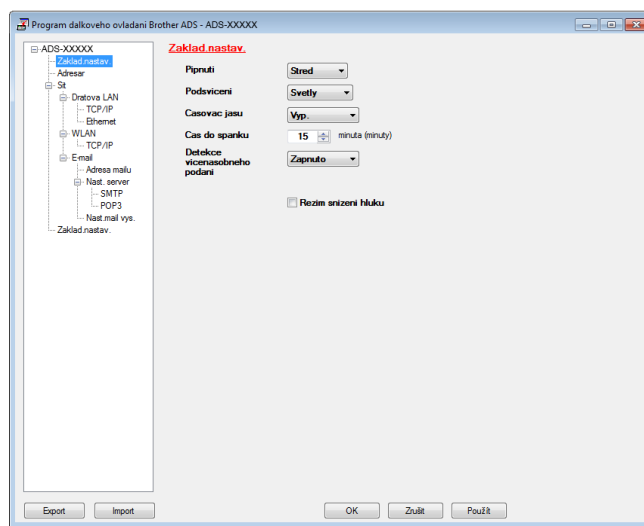 Program dalkoveho ovladani Brother ADS - ADS-XXXXX
ADS-XXXXX
Zaklad.nastav.
Adresar
Sit
Dratova LAN
TCP/IP
Ethernet
WLAN
TCP/IP
E-mail
Adresa mailu
Nast. server
SMTP
POP3
Nast.mail vys.
Zaklad.nastav.
Zaklad.nastav.
Pipnuti Stred
Podsviceni Svetly
Casovac jasu Vyp.
Cas do spanku 15 minuta (minuty)
Detekce
vicenasobneho
podani Zapnuto
Rezim snizeni hluku
Export Import OK Zrušit Použít